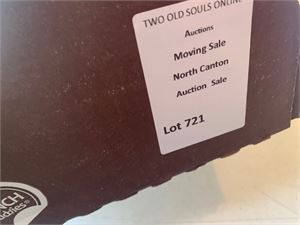 TWO OLD SOULS ONLINE
Auctions
Moving Sale
North Canton
Auction Sale
Lot 721